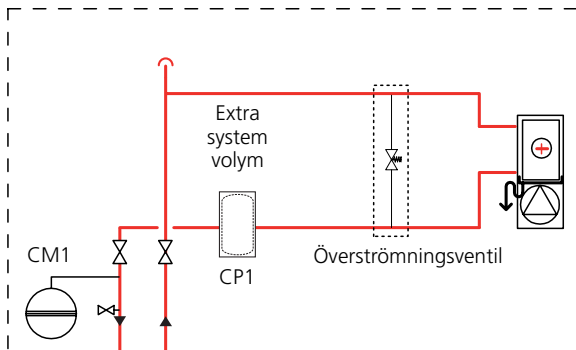 Extra
system
volym
CM1
CP1
Överströmningsventil